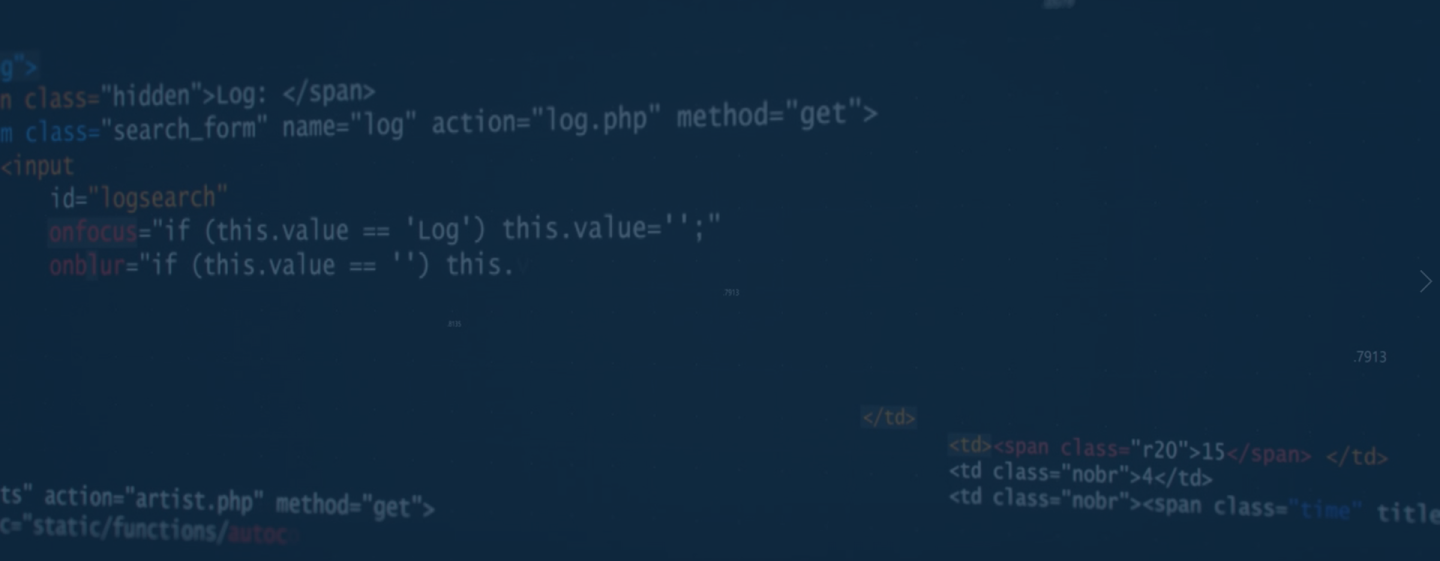 g">
n class="hidden">Log: </span>
m class="search_form" name="log" action="log.php" method="get">
<input
id="logsearch"
onfocus="if (this.value == 'Log') this.value='';"
onblur="if (this.value == '') this.
.7913
.7913
</td>
<td><span class="r20">15</span> </td>
<td class="nobr">4</td>
<td class="nobr"><span class="time" title
ts" action="artist.php" method="get">
c="static/functions/autoc